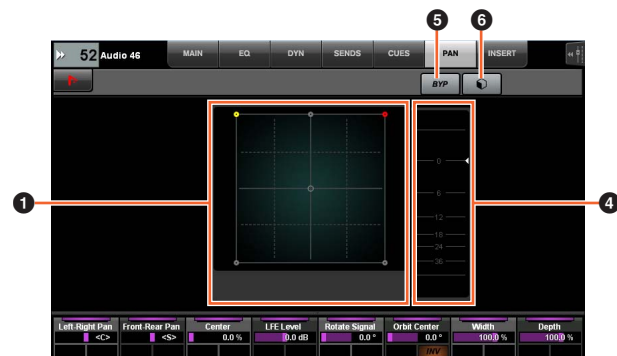 5 6
52 Audio 46 MAIN EQ DYN SENDS CUES PAN INSERT
BYP
0
6
1 4
12
18
24
36
Left-Right Pan Front-Rear Pan Center LFE Level Rotate Signal Orbit Center Width Depth
<C> <S> 0.0 % 0.0 dB 0.0 ° 0.0 ° 100.0 % 100.0 %
INV